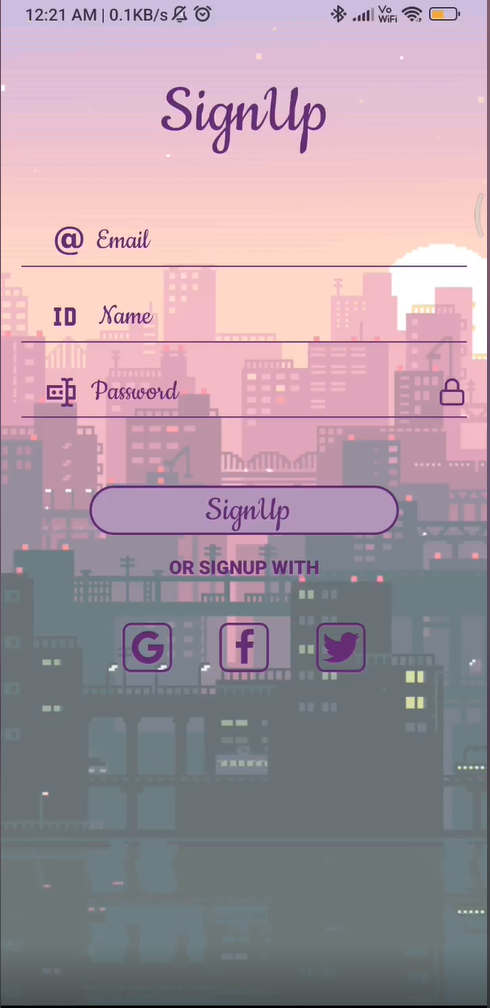 12:21 AM | 0.1KB/s
Vo
WiFi
SignUp
@ Email
ID Name
Password
SignUp
OR SIGNUP WITH
G f